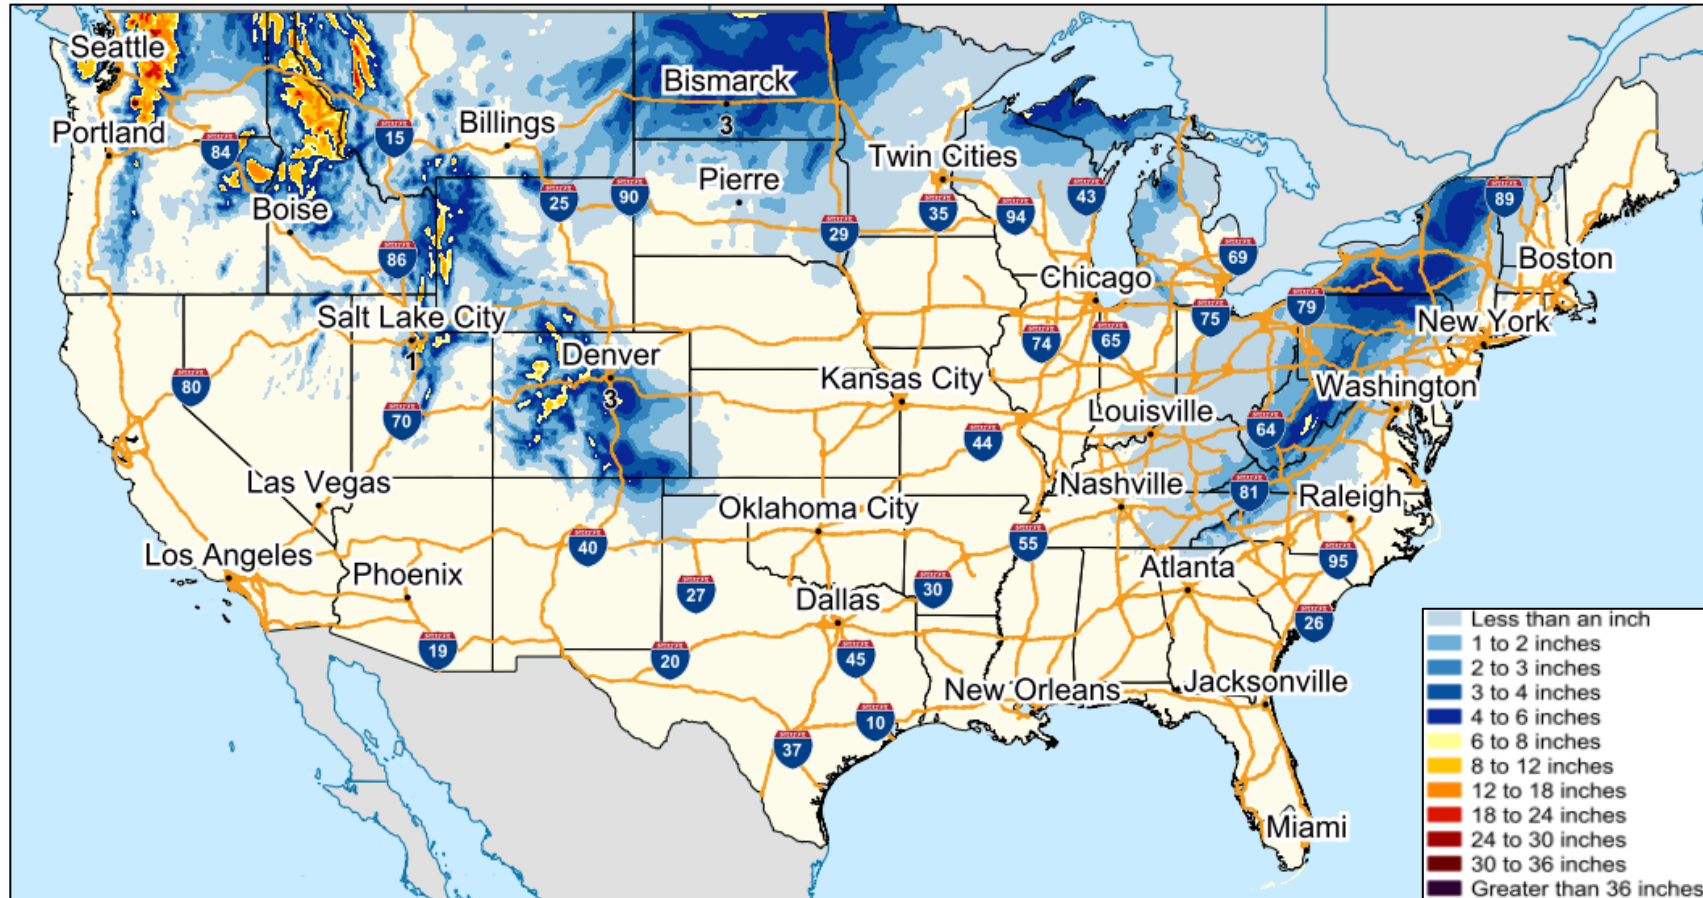 Seattle
Portland
84
15
Billings
Bismarck
3
Pierre
Twin Cities
Boise
25
90
86
29
35
94
43
89
69
Boston
Chicago
79
Salt Lake City
1
75
New York
Denver
74
65
3
80
70
Kansas City
Washington
Louisville
64
44
Las Vegas
Nashville
81
Raleigh
Oklahoma City
40
55
95
Los Angeles
Phoenix
Atlanta
27
30
Dallas
26
19
20
45
New Orleans
Jacksonville
10
37
Miami
Less than an inch
1 to 2 inches
2 to 3 inches
3 to 4 inches
4 to 6 inches
6 to 8 inches
8 to 12 inches
12 to 18 inches
18 to 24 inches
24 to 30 inches
30 to 36 inches
Greater than 36 inches